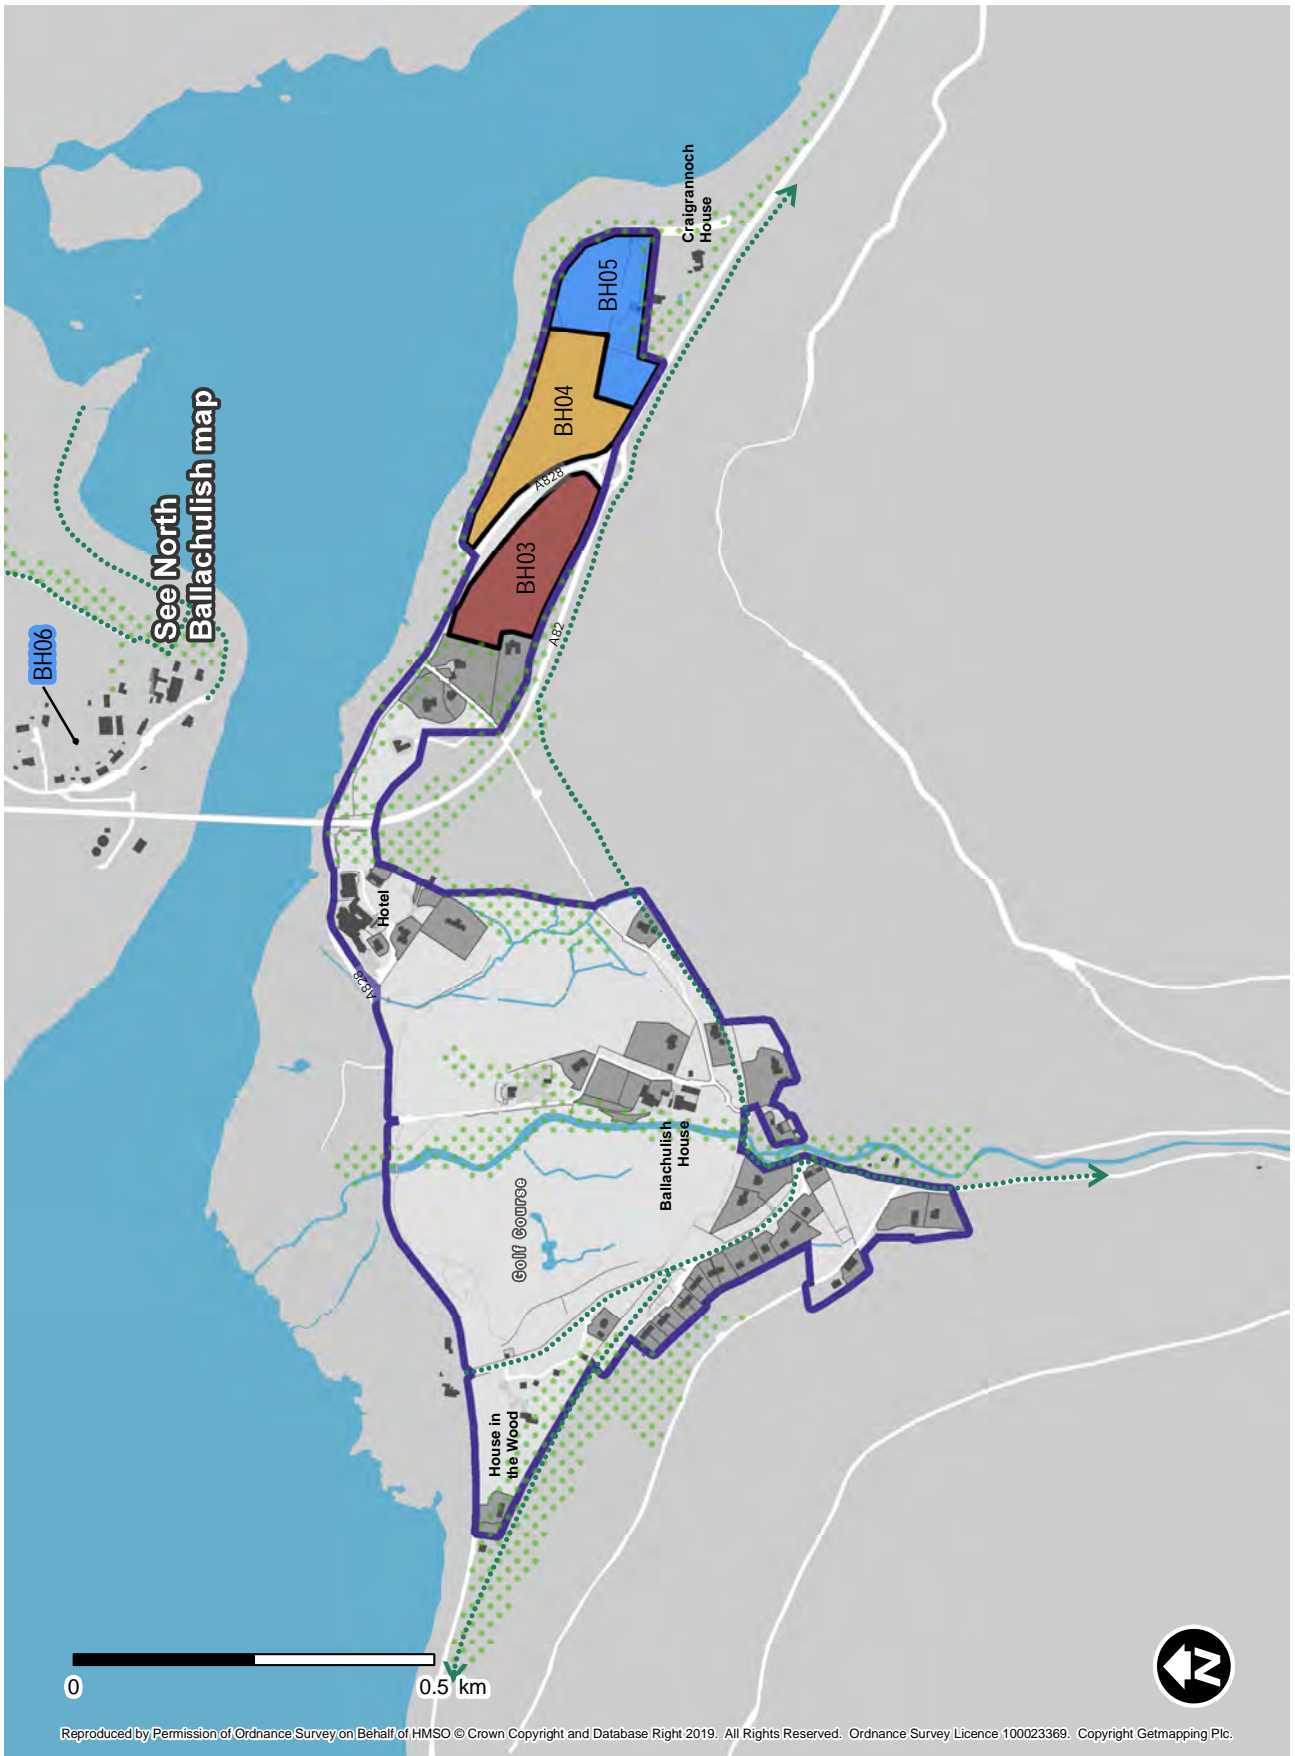 BH06
See North
Ballachulish map
Craigrannoch
House
BH05
BH04
A828
BH03
A82
Hotel
A828
Ballachulish
House
Golf Course
House in
the Wood
0
0.5 km
N
Reproduced by Permission of Ordnance Survey on Behalf of HMSO © Crown Copyright and Database Right 2019. All Rights Reserved. Ordnance Survey Licence 100023369. Copyright Getmapping Plc.